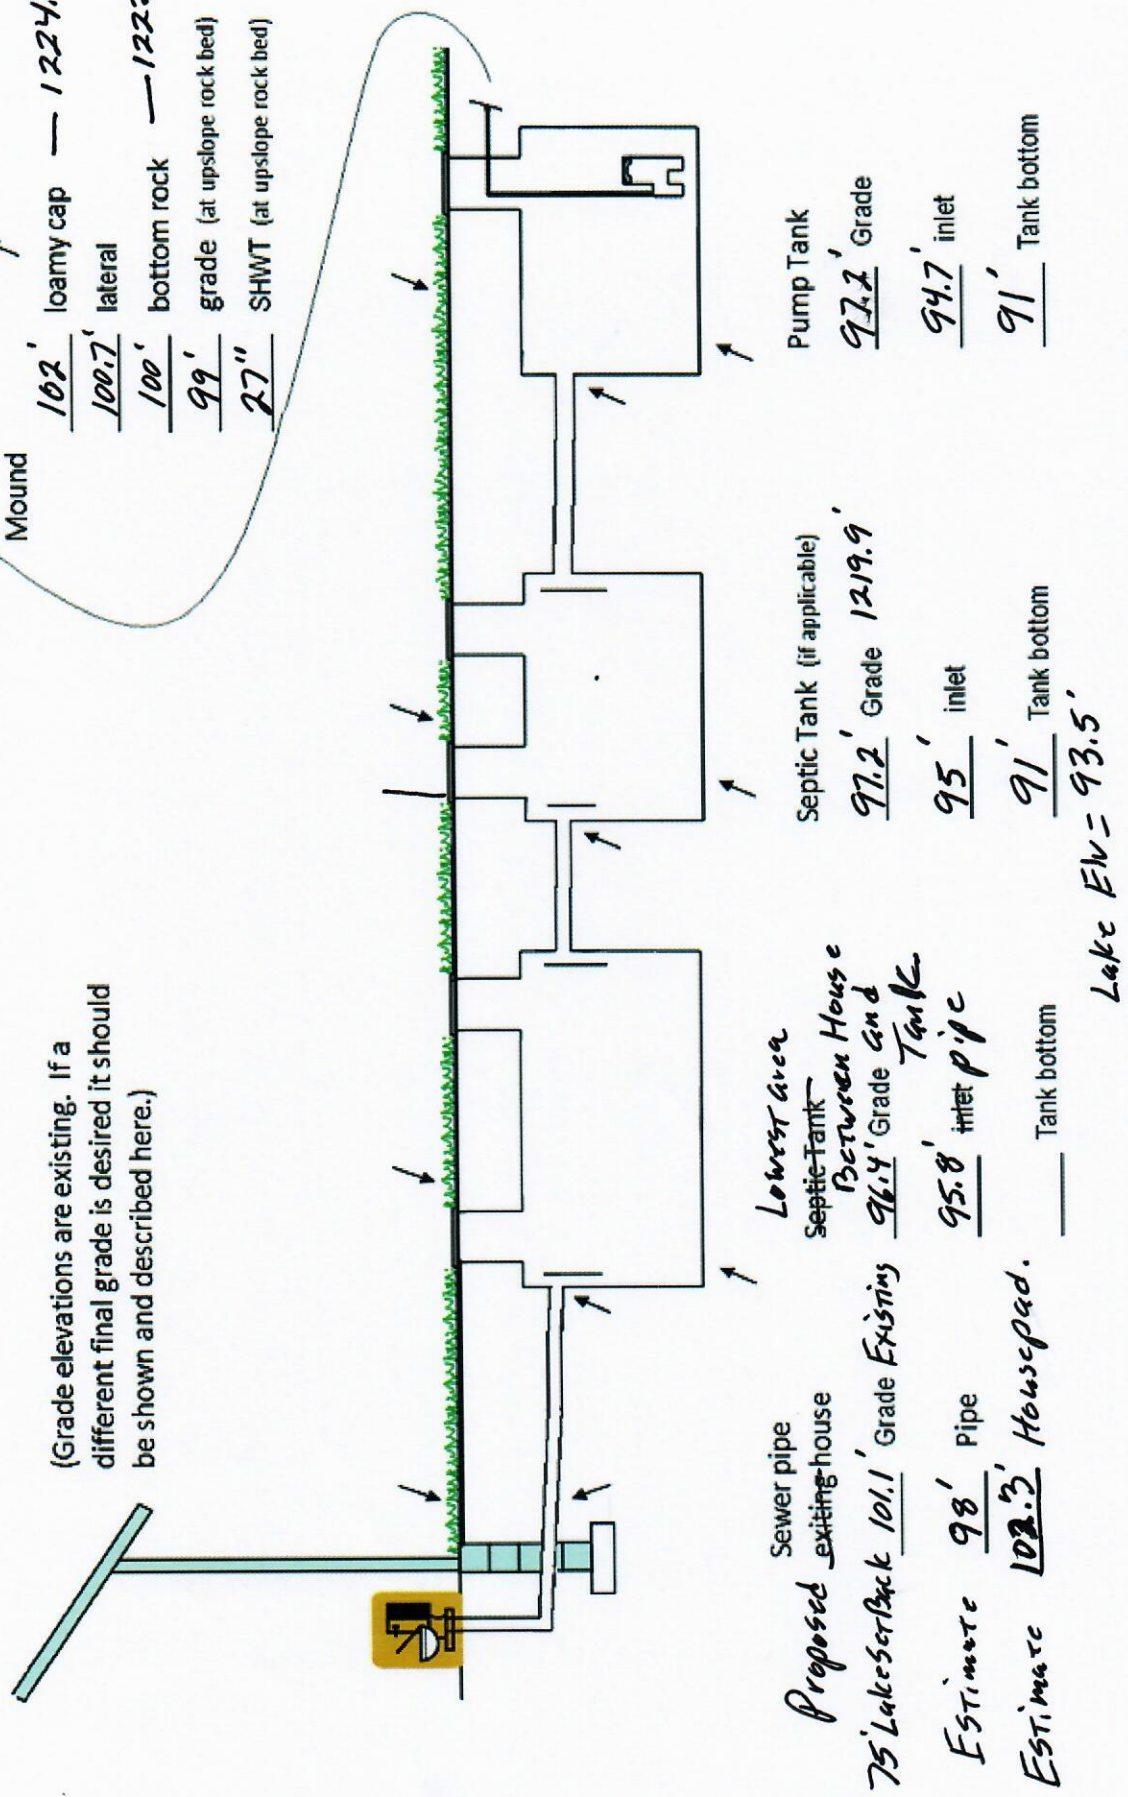 (Grade elevations are existing. If a
different final grade is desired it should
be shown and described here.)
Mound
102' loamy cap — 1224.
100.7' lateral
100' bottom rock — 122
99' grade (at upslope rock bed)
27" SHWT (at upslope rock bed)
Sewer pipe
Proposed exiting house
75' Lake SetBack 101.1' Grade Existing
Estimate 98' Pipe
Estimate 102.3' Housepad.
Lowest area
Septic Tank
Between House
96.4' Grade and
Tank
95.8' inlet pipe
Tank bottom
Septic Tank (if applicable)
97.2' Grade 1219.9'
95' inlet
91' Tank bottom
Lake Elv = 93.5'
Pump Tank
97.2' Grade
94.7' inlet
91' Tank bottom